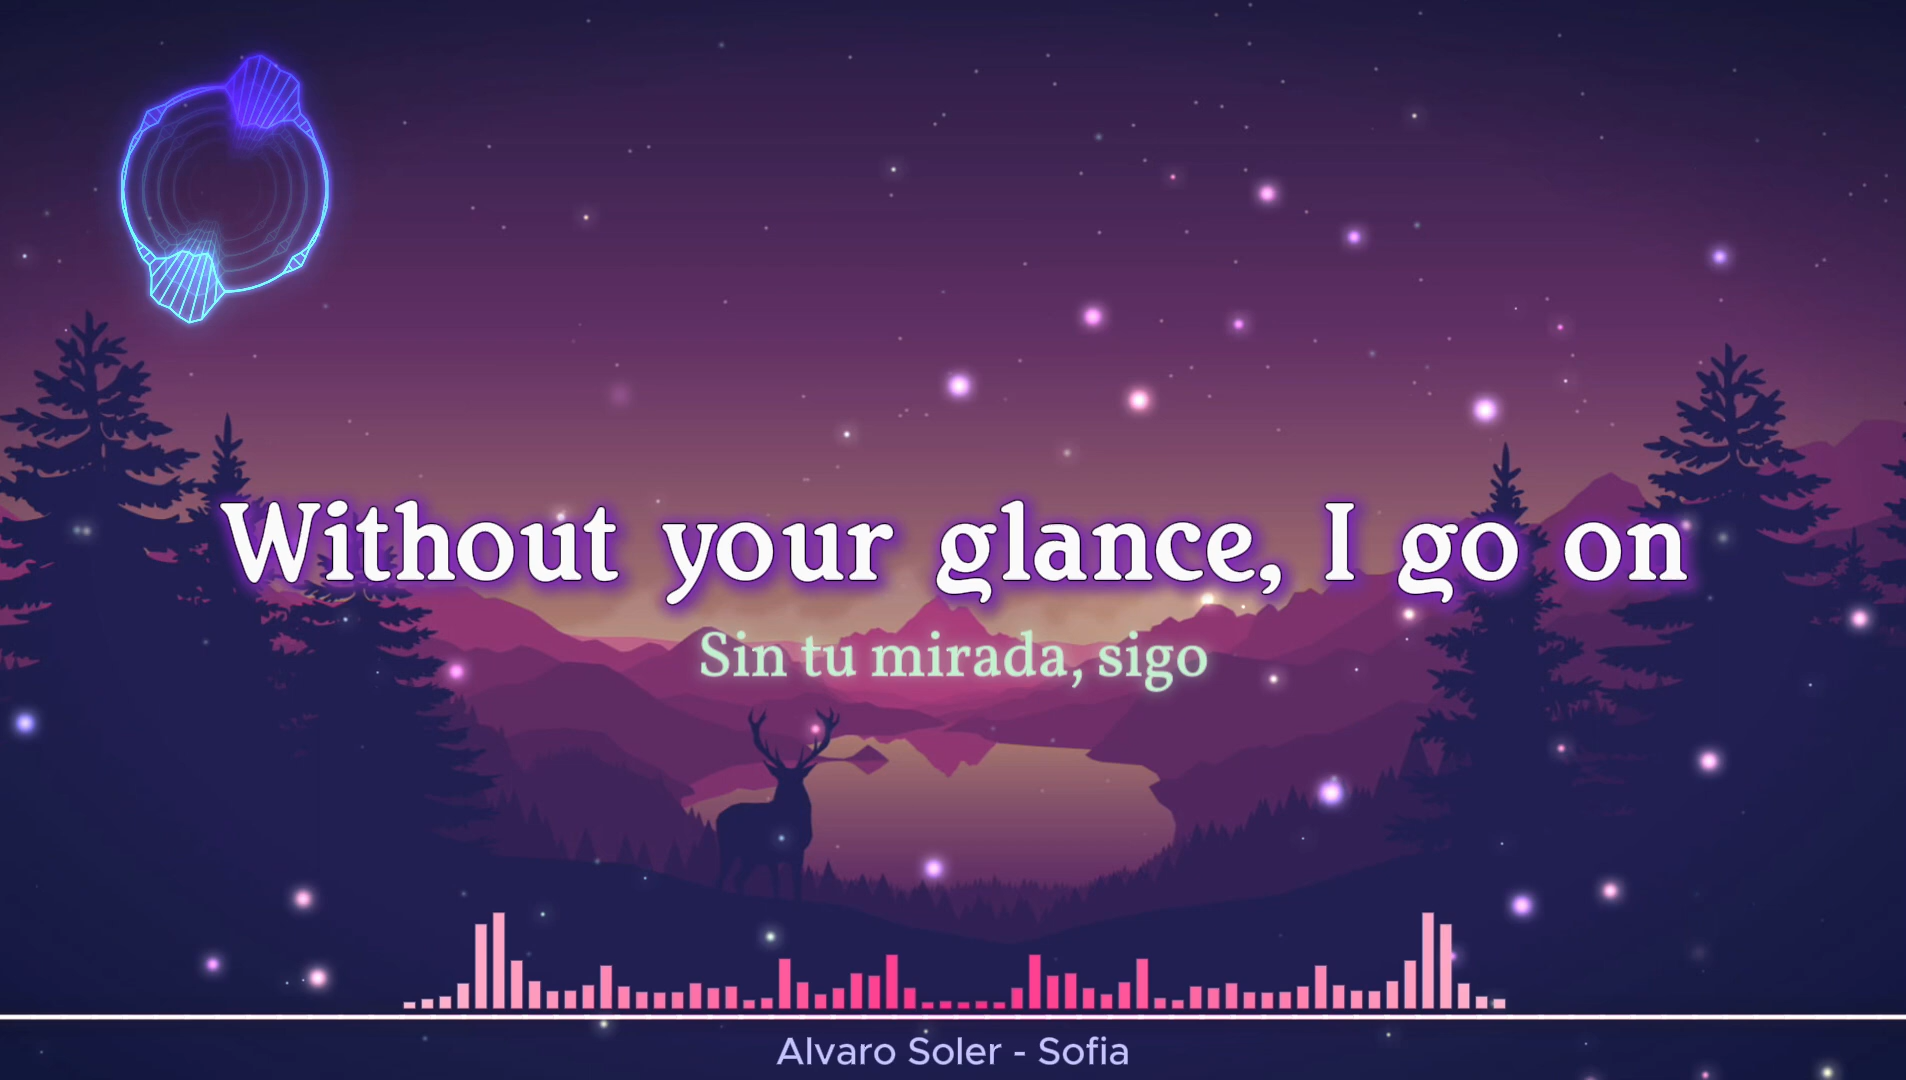 Without your glance, I go on
Sin tu mirada, sigo
Alvaro Soler - Sofia